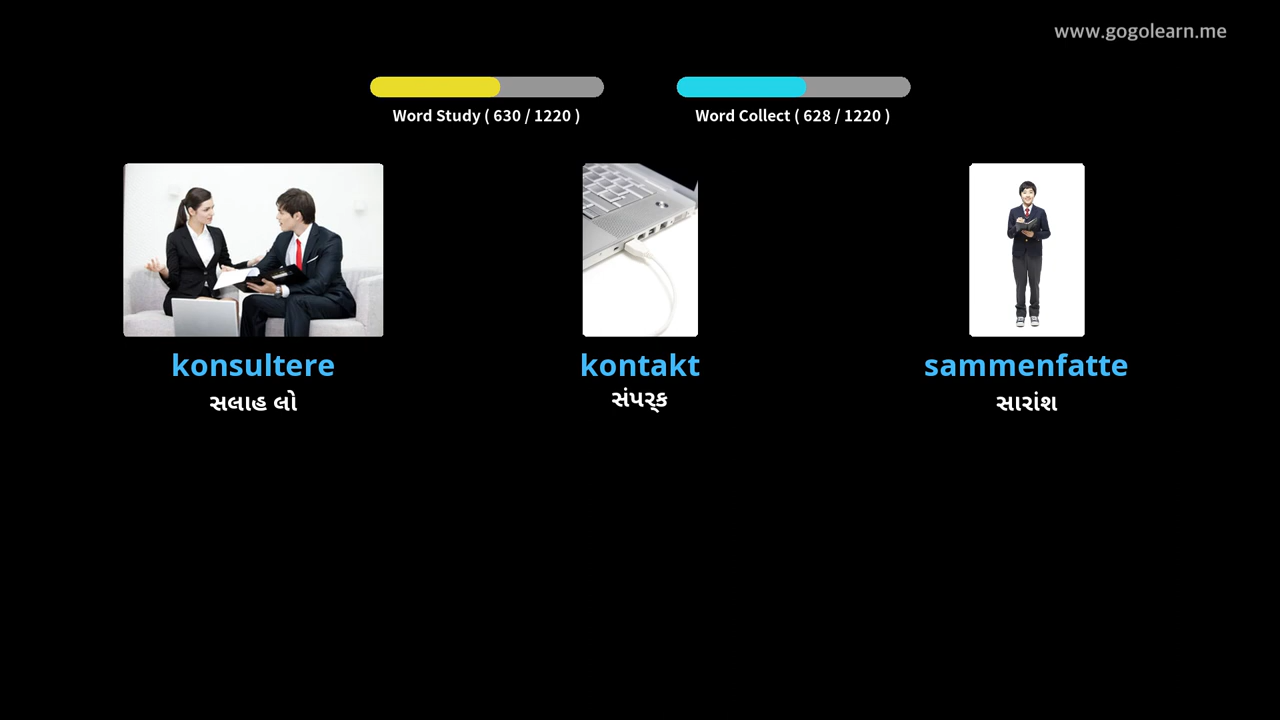 www.gogolearn.me
Word Study ( 630 / 1220 )
Word Collect ( 628 / 1220 )
konsultere
kontakt
sammenfatte
સલાહ લો
સંપર્ક
સારાંશ